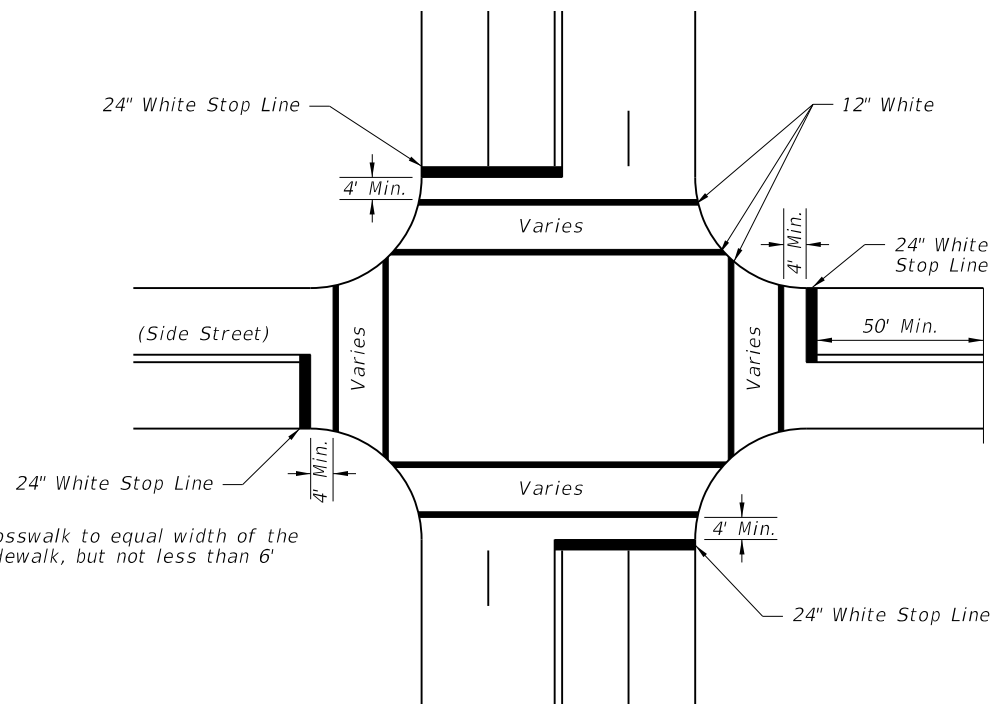 24" White Stop Line
12" White
4' Min.
Varies
4' Min.
24" White
Stop Line
(Side Street)
50' Min.
Varies
Varies
4' Min.
24" White Stop Line
Varies
4' Min.
osswalk to equal width of the
ewalk, but not less than 6'
24" White Stop Line